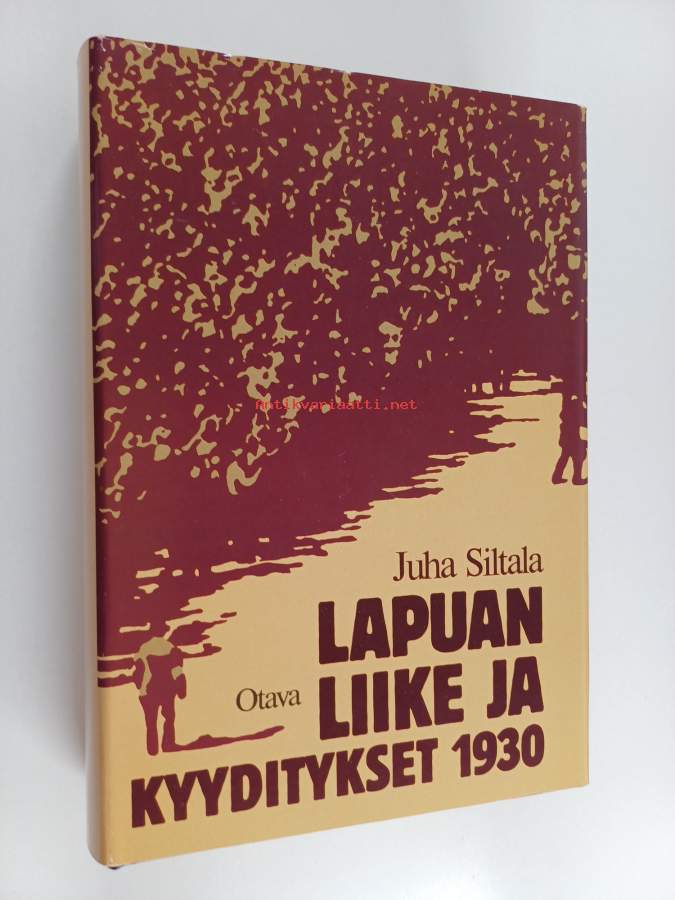 antikvariaatti.net
Juha Siltala
LAPUAN
Otava LIIKE JA
KYYDITYKSET 1930